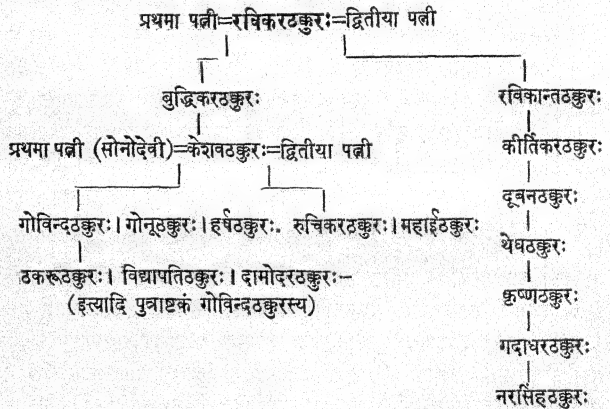 प्रथमा पत्नी=रविकरठक्कुरः=द्वितीया पत्नी
बुद्धिकरठक्कुरः
रविकान्तठक्कुरः
प्रथमा पत्नी (सोनोदेवी)=केशवठक्कुरः=द्वितीया पत्नी
कीर्तिकरठक्कुरः
दूबनठक्कुरः
गोविन्दठक्कुरः। गोनूठक्कुरः। हर्षठक्कुरः. रुचिकरठक्कुरः। महाईठक्कुरः
थेघठक्कुरः
ठकरूठक्कुरः। विद्यापतिठक्कुरः। दामोदरठक्कुरः–
(इत्यादि पुत्राष्टकं गोविन्दठक्कुरस्य)
कृष्णठक्कुरः
गदाधरठक्कुरः
नरसिंहठक्कुरः